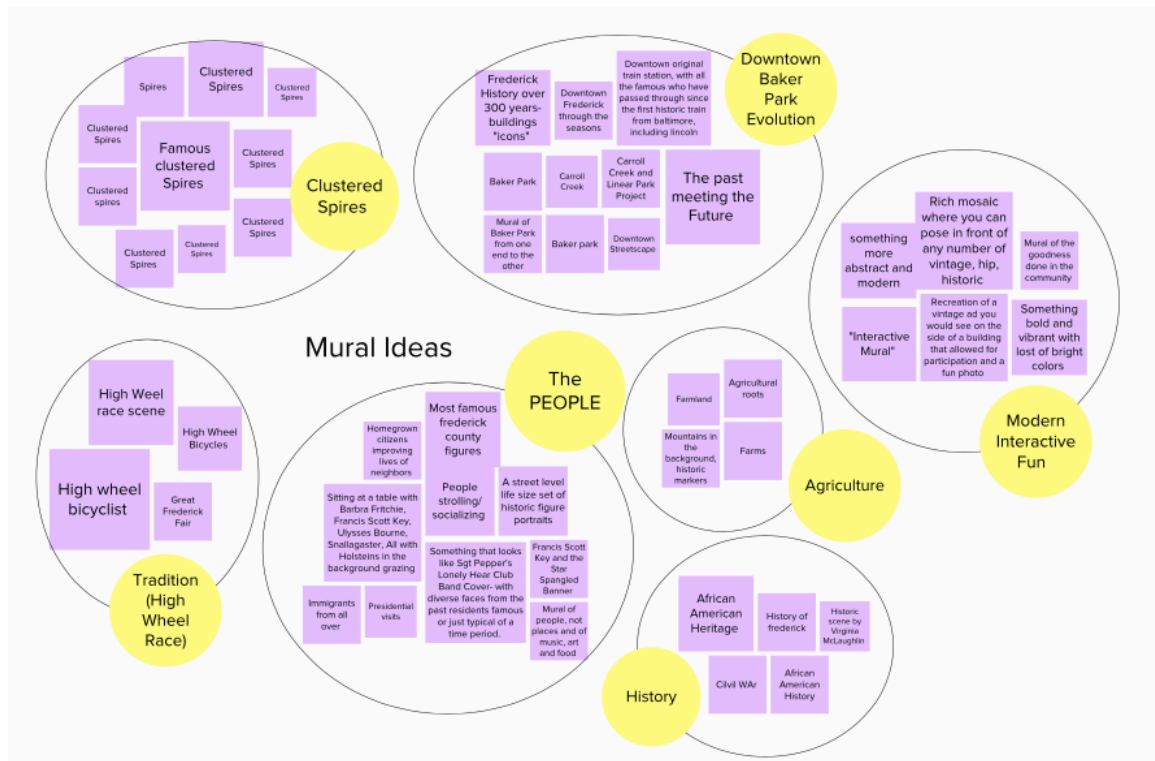 Spires
Clustered
Spires
Clustered
Spires
Clustered
Spires
Famous
clustered
Spires
Clustered
Spires
Clustered
spires
Clustered
Spires
Clustered
Spires
Clustered
Spires
Clustered
Spires
Frederick
History over
300 years-
buildings
"icons"
Downtown
Frederick
through the
seasons
Downtown original
train station, with all
the famous who have
passed through since
the first historic train
from baltimore,
including lincoln
Baker Park
Carroll
Creek
Carroll
Creek and
Linear Park
Project
The past
meeting the
Future
Mural of
Baker Park
from one
end to the
other
Baker park
Downtown
Streetscape
Downtown
Baker
Park
Evolution
something
more
abstract and
modern
Rich mosaic
where you can
pose in front of
any number of
vintage, hip,
historic
Mural of the
goodness
done in the
community
"Interactive
Mural"
Recreation of a
vintage ad you
would see on the
side of a building
that allowed for
participation and a
fun photo
Something
bold and
vibrant with
lost of bright
colors
Modern
Interactive
Fun
Mural Ideas
High Weel
race scene
High Wheel
Bicycles
High wheel
bicyclist
Great
Frederick
Fair
Tradition
(High
Wheel
Race)
The
PEOPLE
Homegrown
citizens
improving
lives of
neighbors
Most famous
frederick
county
figures
People
strolling/
socializing
A street level
life size set of
historic figure
portraits
Sitting at a table with
Barbra Fritchie,
Francis Scott Key,
Ulysses Bourne,
Snallagaster, All with
Holsteins in the
background grazing
Something that looks
like Sgt Pepper's
Lonely Hear Club
Band Cover- with
diverse faces from the
past residents famous
or just typical of a
time period.
Francis Scott
Key and the
Star
Spangled
Banner
Immigrants
from all
over
Presidential
visits
Mural of
people, not
places and of
music, art
and food
Farmland
Agricultural
roots
Mountains in
the
background,
historic
markers
Farms
Agriculture
African
American
Heritage
History of
frederick
Historic
scene by
Virginia
McLaughlin
Cilvil WAr
African
American
History
History